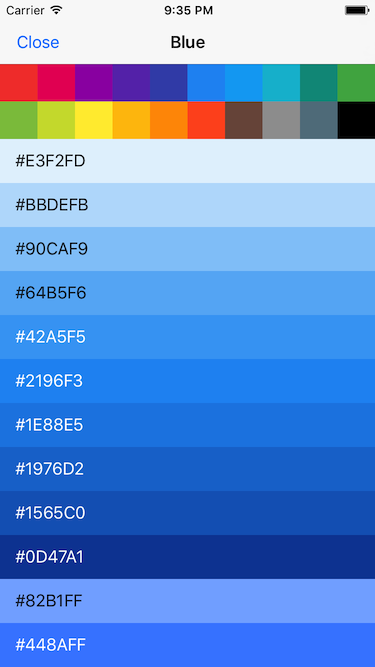 Carrier 9:35 PM
Close Blue
#E3F2FD
#BBDEFB
#90CAF9
#64B5F6
#42A5F5
#2196F3
#1E88E5
#1976D2
#1565C0
#0D47A1
#82B1FF
#448AFF